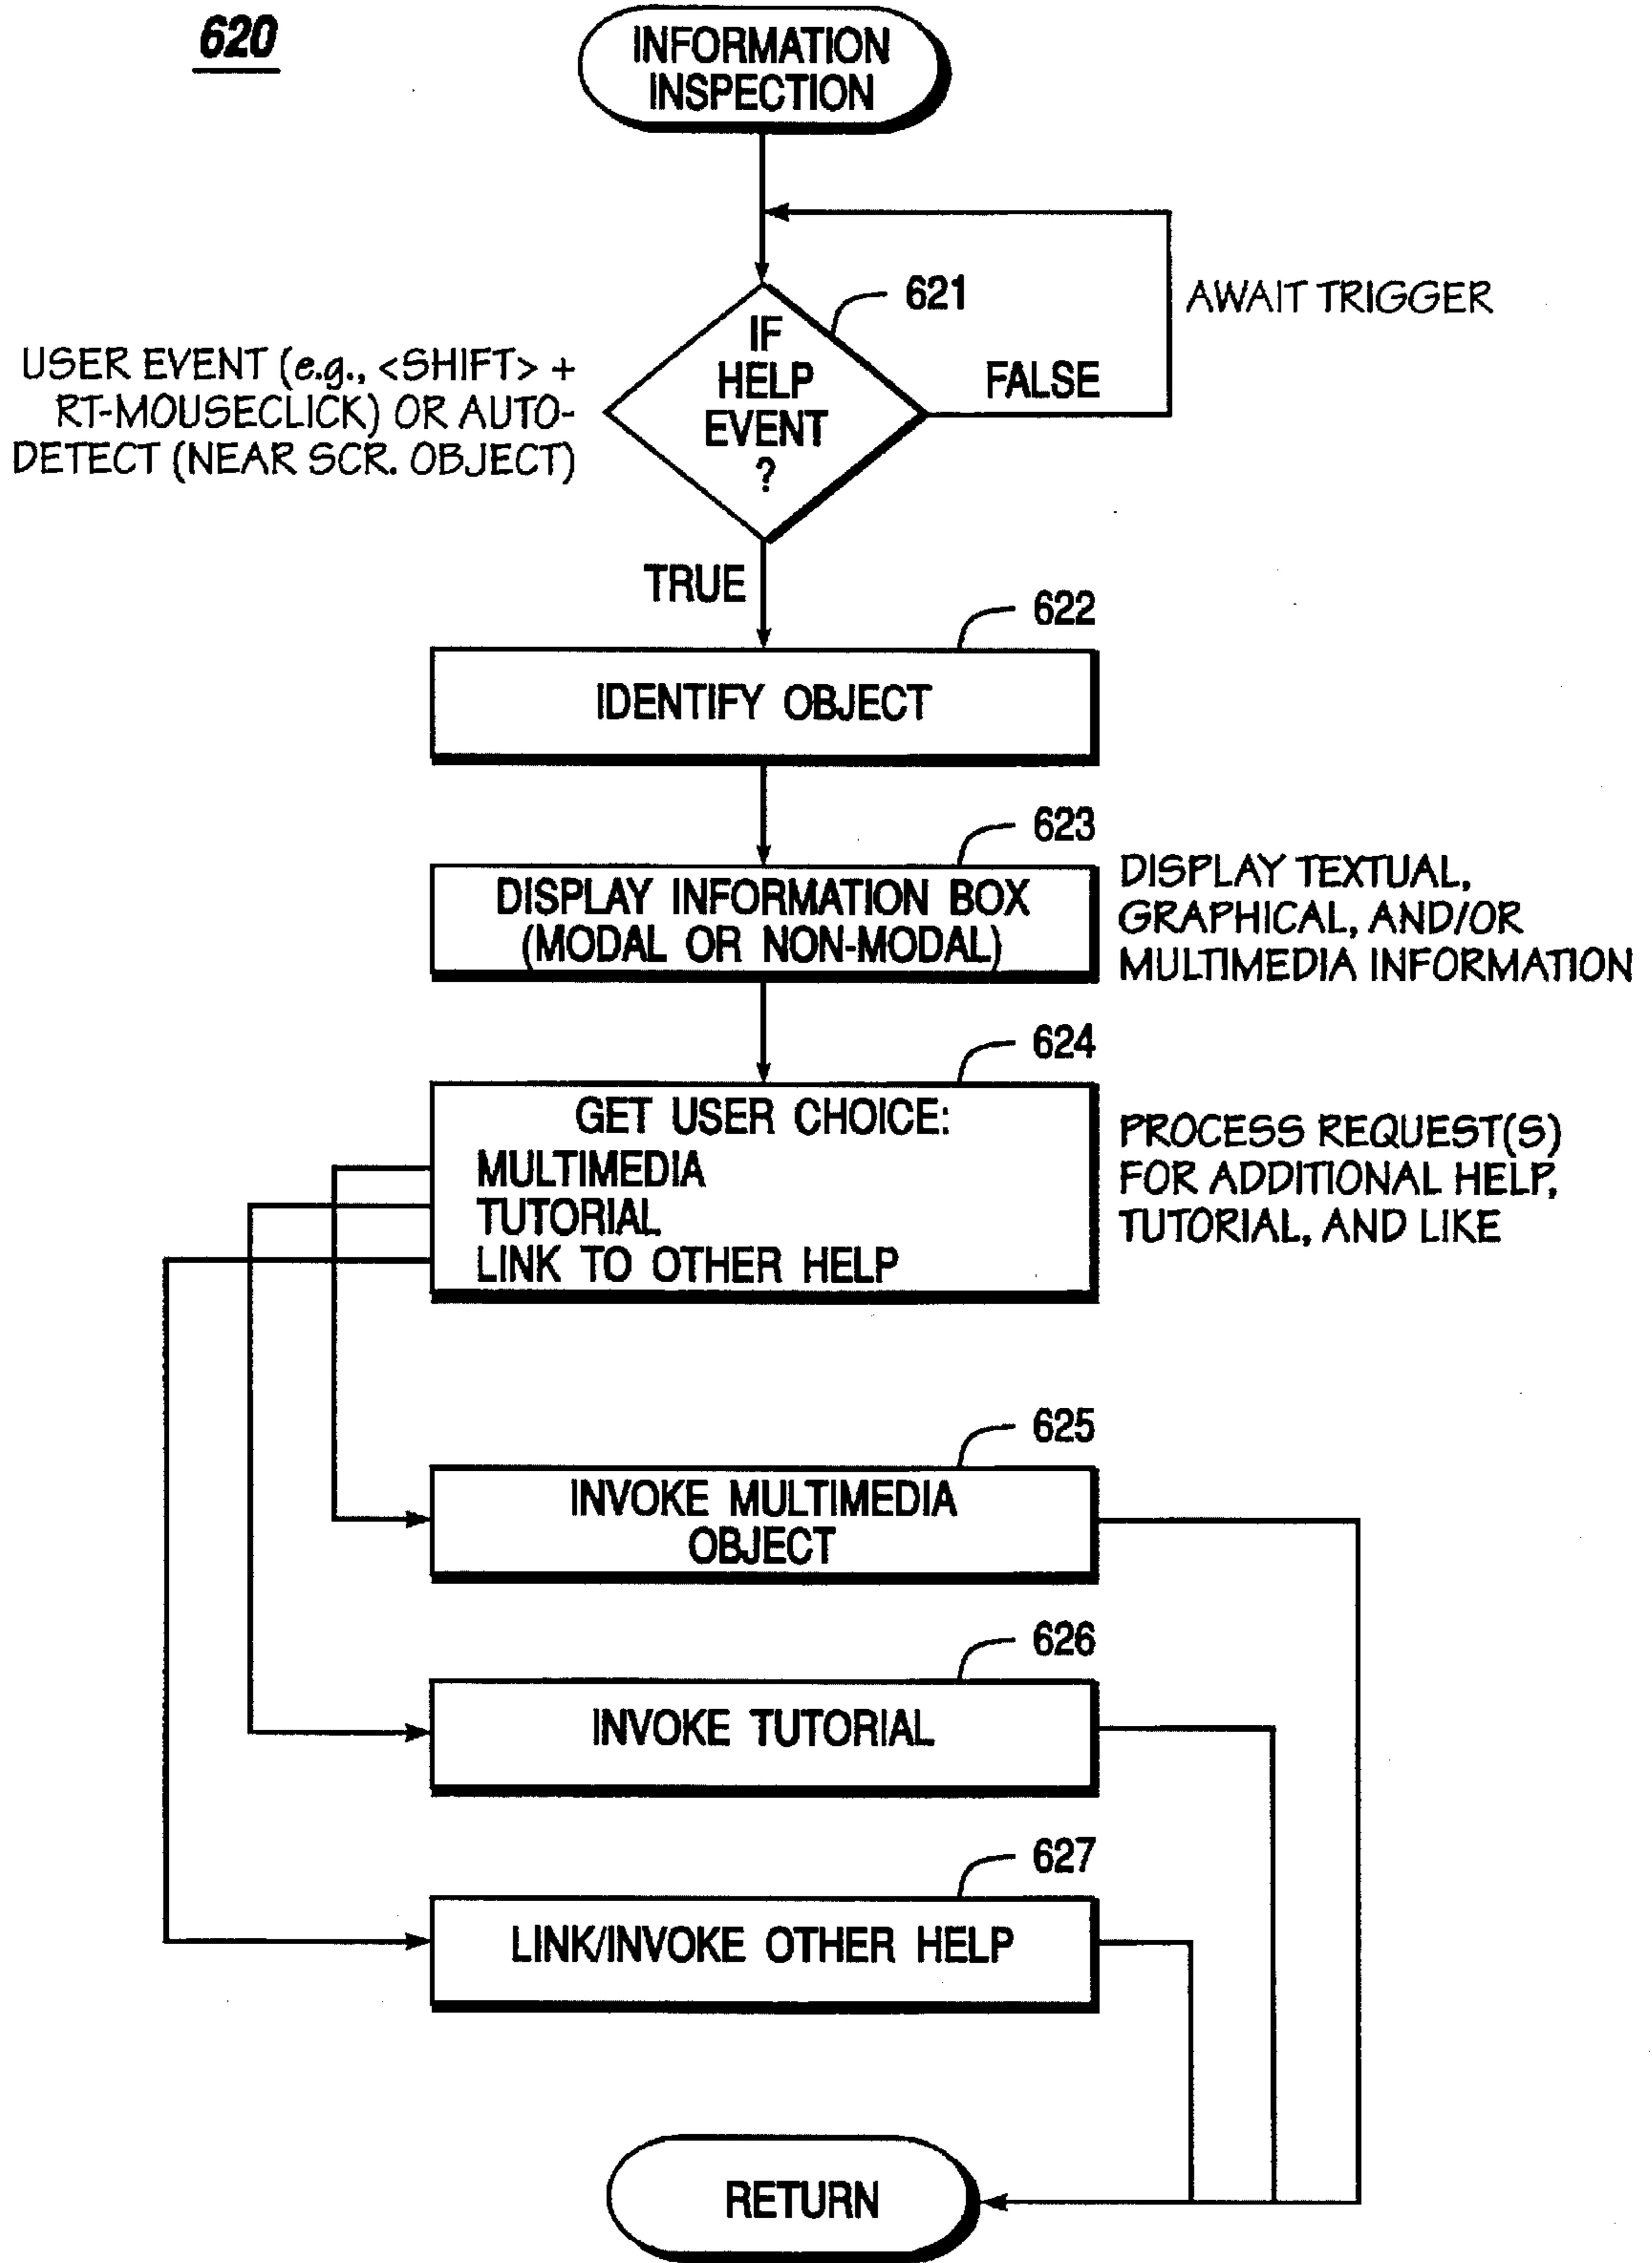 620
INFORMATION
INSPECTION
621
AWAIT TRIGGER
IF
HELP
EVENT
?
FALSE
USER EVENT (e.g., <SHIFT> +
RT-MOUSECLICK) OR AUTO-
DETECT (NEAR SCR. OBJECT)
TRUE
622
IDENTIFY OBJECT
623
DISPLAY INFORMATION BOX
(MODAL OR NON-MODAL)
DISPLAY TEXTUAL,
GRAPHICAL, AND/OR
MULTIMEDIA INFORMATION
624
GET USER CHOICE:
MULTIMEDIA
TUTORIAL
LINK TO OTHER HELP
PROCESS REQUEST(S)
FOR ADDITIONAL HELP,
TUTORIAL, AND LIKE
625
INVOKE MULTIMEDIA
OBJECT
626
INVOKE TUTORIAL
627
LINK/INVOKE OTHER HELP
RETURN